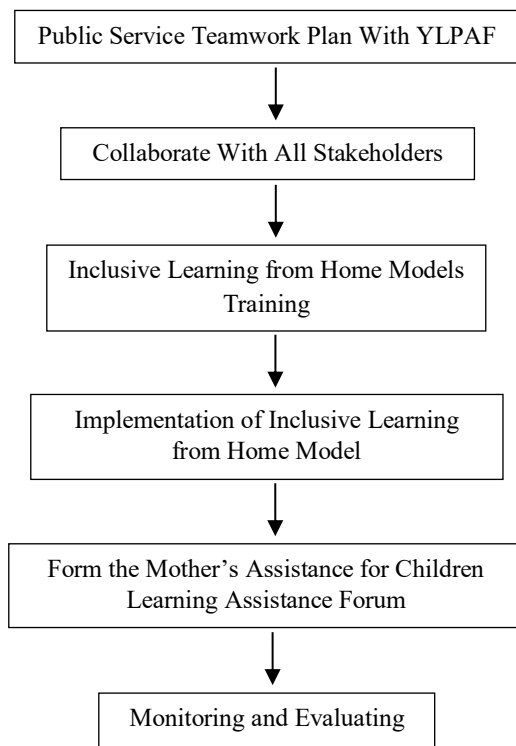 Public Service Teamwork Plan With YLPAF
Collaborate With All Stakeholders
Inclusive Learning from Home Models
Training
Implementation of Inclusive Learning
from Home Model
Form the Mother’s Assistance for Children
Learning Assistance Forum
Monitoring and Evaluating